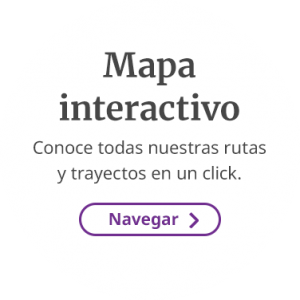 Mapa
interactivo
Conoce todas nuestras rutas
y trayectos en un click.
Navegar